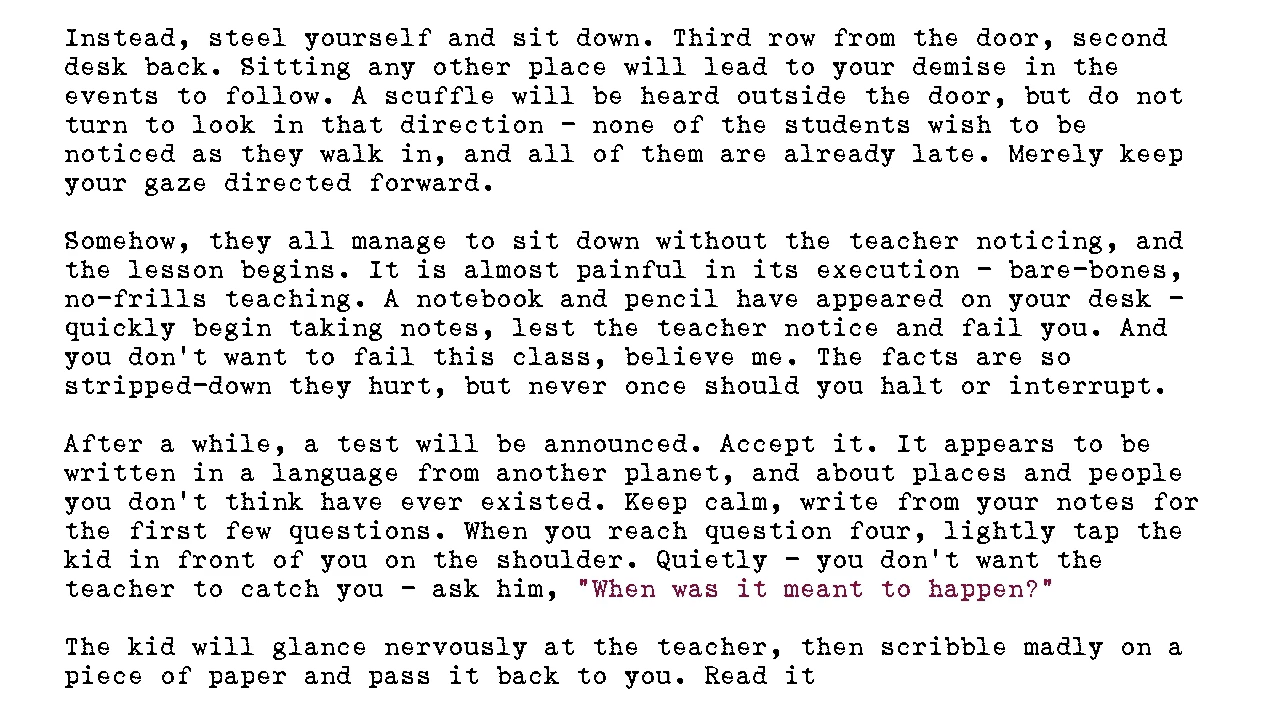 Instead, steel yourself and sit down. Third row from the door, second
desk back. Sitting any other place will lead to your demise in the
events to follow. A scuffle will be heard outside the door, but do not
turn to look in that direction – none of the students wish to be
noticed as they walk in, and all of them are already late. Merely keep
your gaze directed forward.

Somehow, they all manage to sit down without the teacher noticing, and
the lesson begins. It is almost painful in its execution – bare-bones,
no-frills teaching. A notebook and pencil have appeared on your desk –
quickly begin taking notes, lest the teacher notice and fail you. And
you don't want to fail this class, believe me. The facts are so
stripped-down they hurt, but never once should you halt or interrupt.

After a while, a test will be announced. Accept it. It appears to be
written in a language from another planet, and about places and people
you don't think have ever existed. Keep calm, write from your notes for
the first few questions. When you reach question four, lightly tap the
kid in front of you on the shoulder. Quietly – you don't want the
teacher to catch you – ask him, "When was it meant to happen?"

The kid will glance nervously at the teacher, then scribble madly on a
piece of paper and pass it back to you. Read it